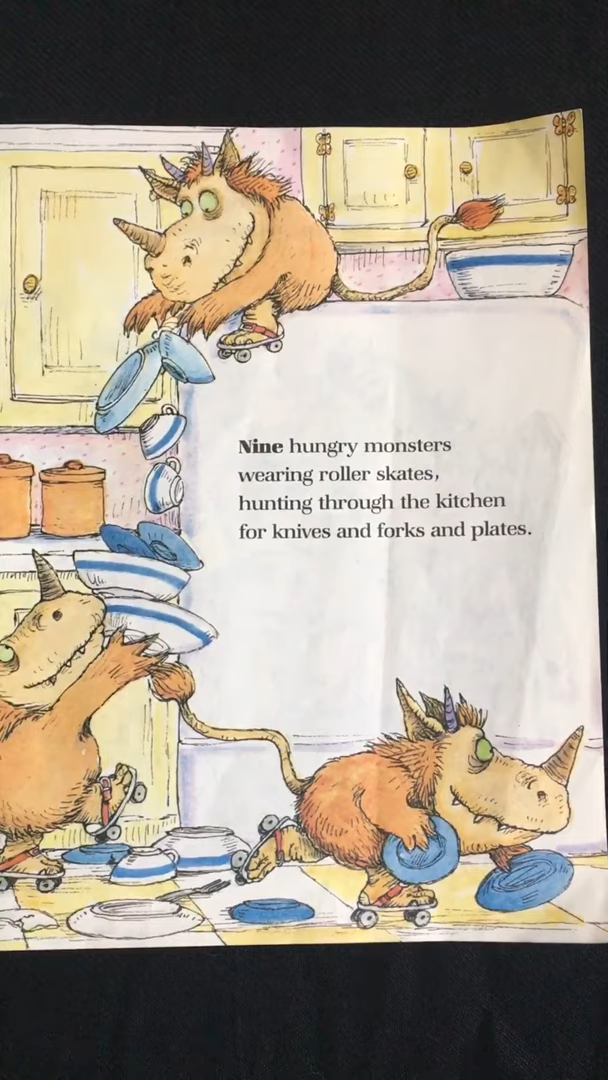 Nine hungry monsters
wearing roller skates,
hunting through the kitchen
for knives and forks and plates.